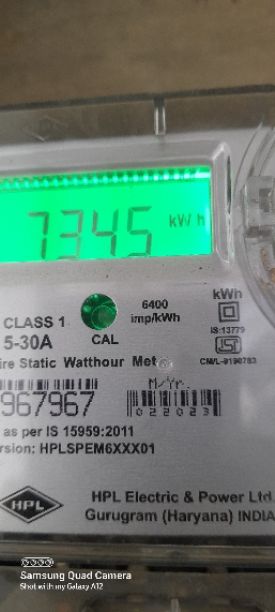 7345 kWh
6400
imp/kWh
kWh
CLASS 1
5-30A
CAL
IS:13779
ISI
CM/L-9190783
ire Static Watthour Met
M/Yr.
967967
022023
as per IS 15959:2011
rsion: HPLSPEM6XXX01
HPL
HPL Electric & Power Ltd.
Gurugram (Haryana) INDIA
Samsung Quad Camera
Shot with my Galaxy A12